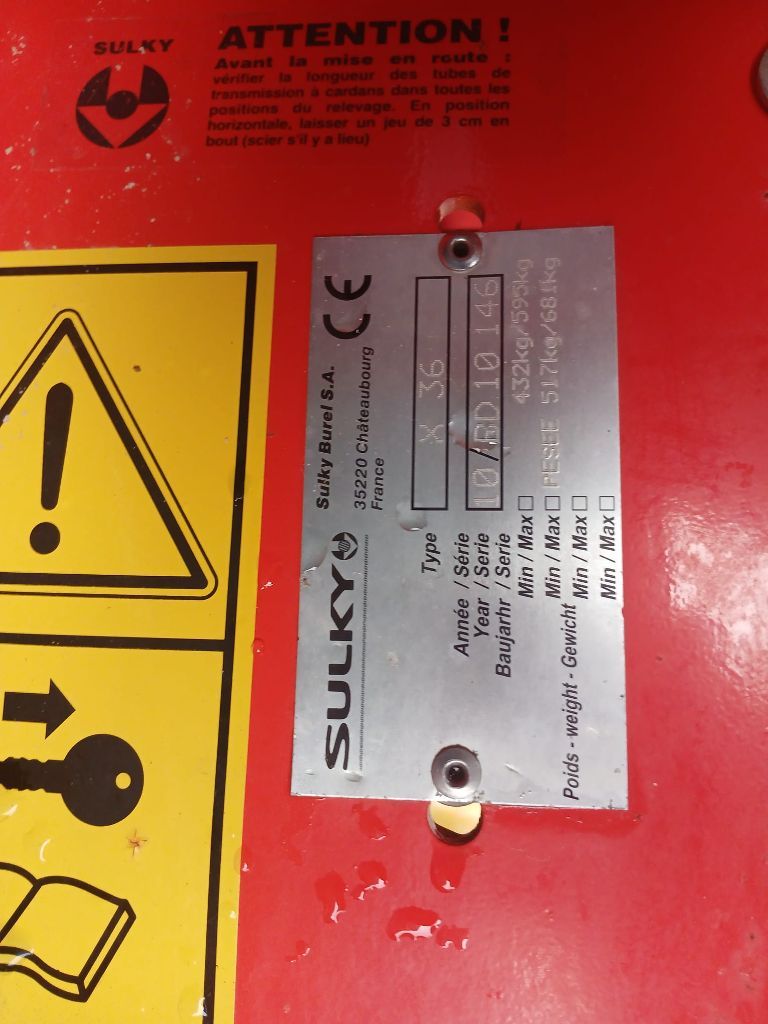 SULKY
ATTENTION !
Avant la mise en route :
vérifier la longueur des tubes de
transmission à cardans dans toutes les
positions du relevage. En position
horizontale, laisser un jeu de 3 cm en
bout (scier s'il y a lieu)
SULKY
Sulky Burel S.A.
35220 Châteaubourg
France
CE
Type X 36
Année / Série
Year / Serie 10 / BD 10 146
Baujarhr / Serie
Min / Max 432kg/595kg
Min / Max PESEE 517kg/681kg
Poids - weight - Gewicht Min / Max
Min / Max